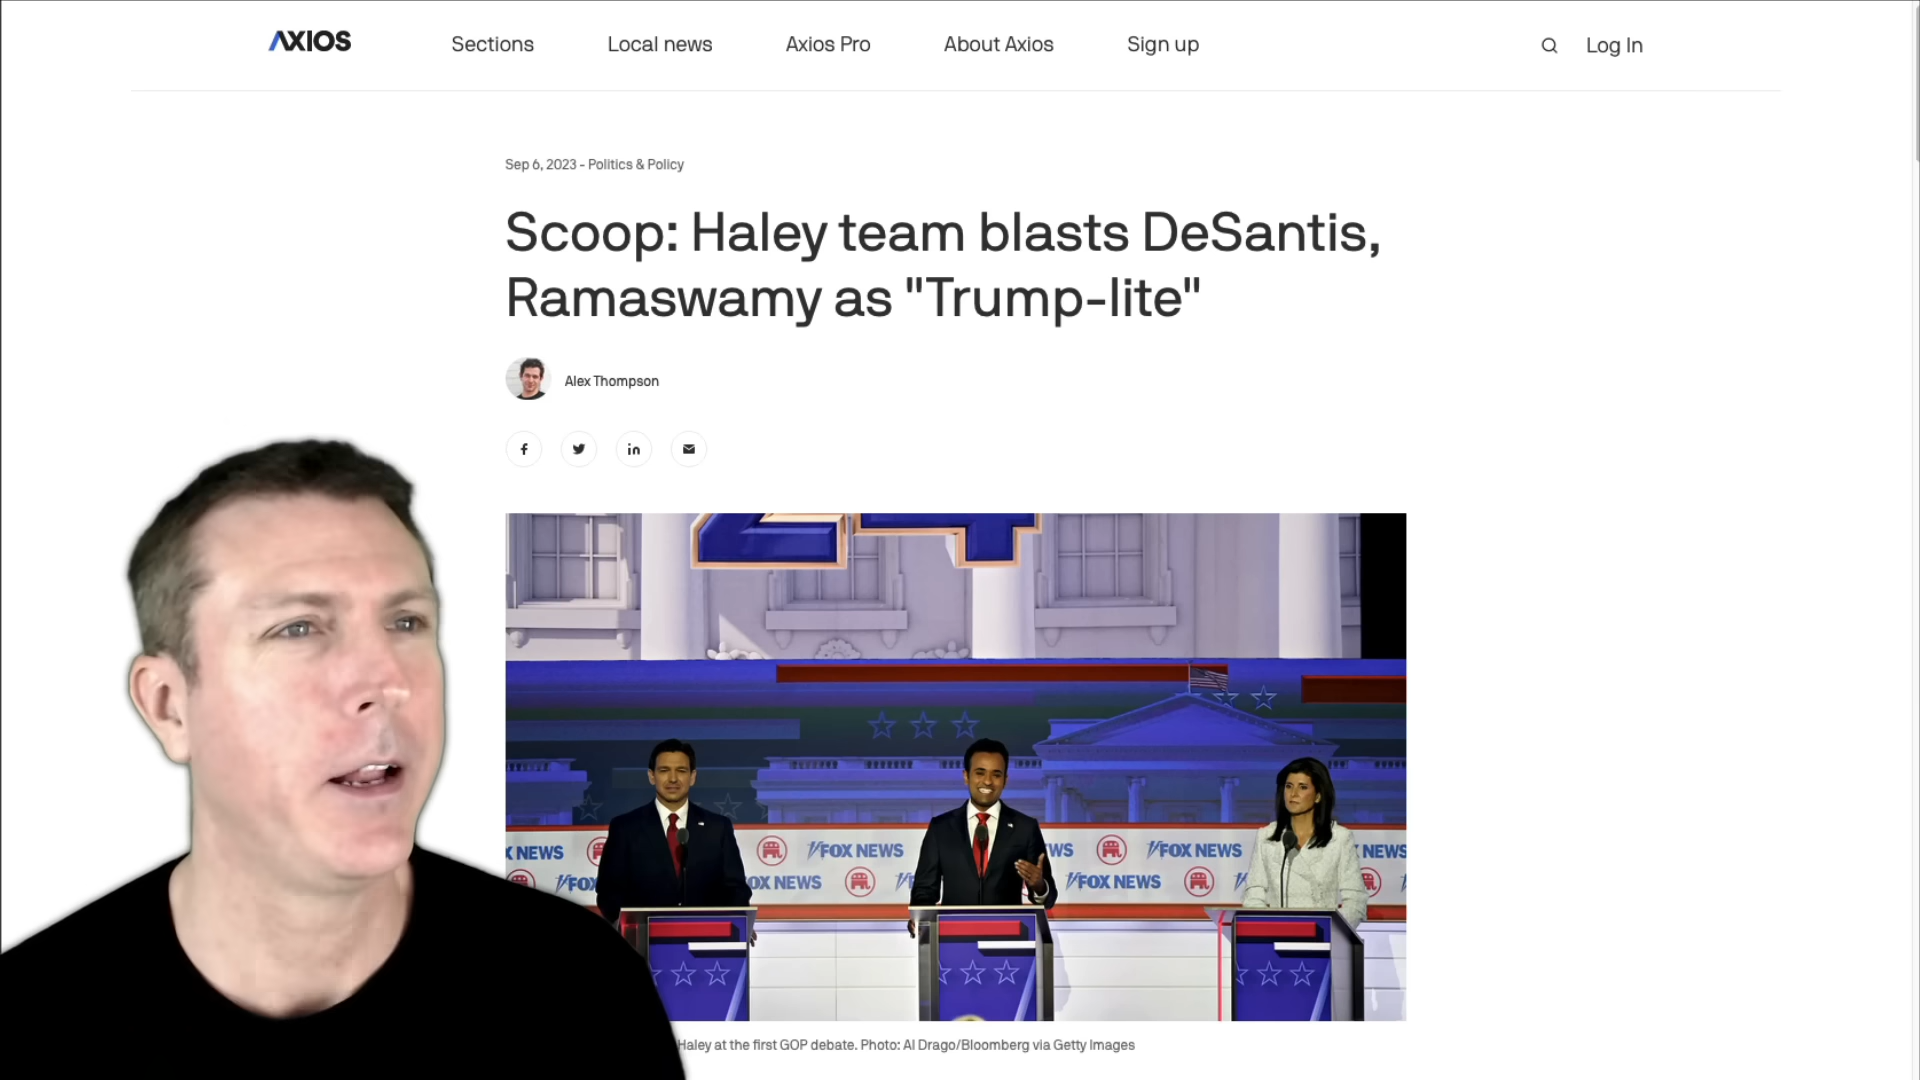 AXIOS
Sections
Local news
Axios Pro
About Axios
Sign up
Log In
Sep 6, 2023 - Politics & Policy
Scoop: Haley team blasts DeSantis,
Ramaswamy as "Trump-lite"
Alex Thompson
24
FOX NEWS
FOX NEWS
FOX NEWS
FOX NEWS
Haley at the first GOP debate. Photo: Al Drago/Bloomberg via Getty Images